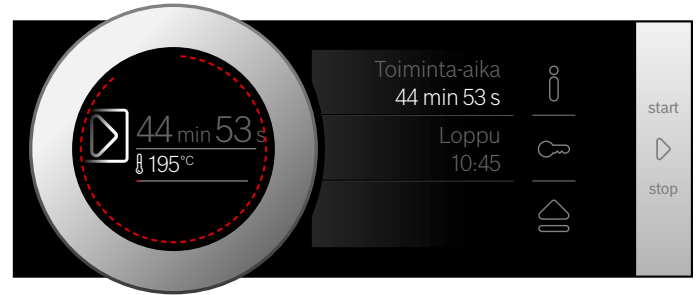 44 min 53 s
195°C
Toiminta-aika
44 min 53 s
Loppu
10:45
start
stop